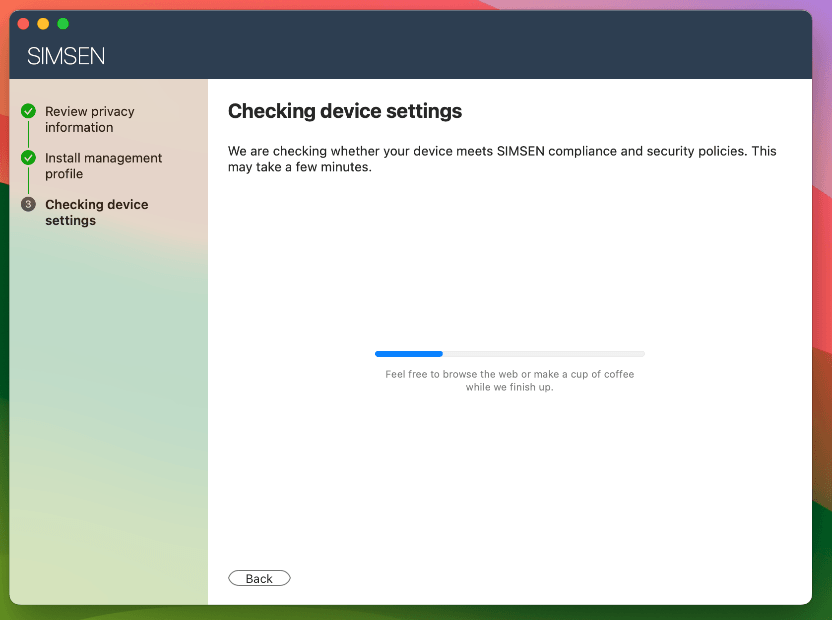 SIMSEN
Review privacy
information
Install management
profile
3
Checking device
settings
Checking device settings
We are checking whether your device meets SIMSEN compliance and security policies. This
may take a few minutes.
Feel free to browse the web or make a cup of coffee
while we finish up.
Back